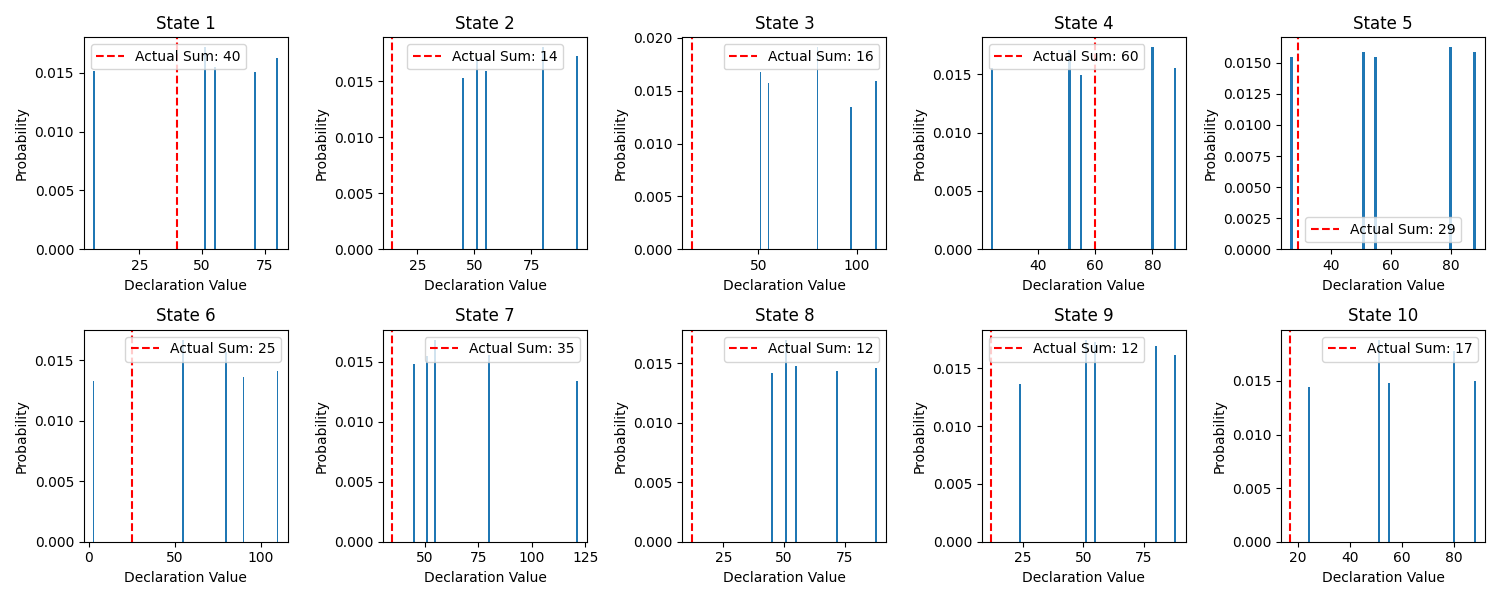 State 1
Actual Sum: 40
Probability
0.015
0.010
0.005
0.000
25
50
75
Declaration Value
State 2
Actual Sum: 14
Probability
0.015
0.010
0.005
0.000
25
50
75
Declaration Value
State 3
Actual Sum: 16
Probability
0.020
0.015
0.010
0.005
0.000
50
100
Declaration Value
State 4
Actual Sum: 60
Probability
0.015
0.010
0.005
0.000
40
60
80
Declaration Value
State 5
Actual Sum: 29
Probability
0.0150
0.0125
0.0100
0.0075
0.0050
0.0025
0.0000
40
60
80
Declaration Value
State 6
Actual Sum: 25
Probability
0.015
0.010
0.005
0.000
0
50
100
Declaration Value
State 7
Actual Sum: 35
Probability
0.015
0.010
0.005
0.000
50
75
100
125
Declaration Value
State 8
Actual Sum: 12
Probability
0.015
0.010
0.005
0.000
25
50
75
Declaration Value
State 9
Actual Sum: 12
Probability
0.015
0.010
0.005
0.000
25
50
75
Declaration Value
State 10
Actual Sum: 17
Probability
0.015
0.010
0.005
0.000
20
40
60
80
Declaration Value